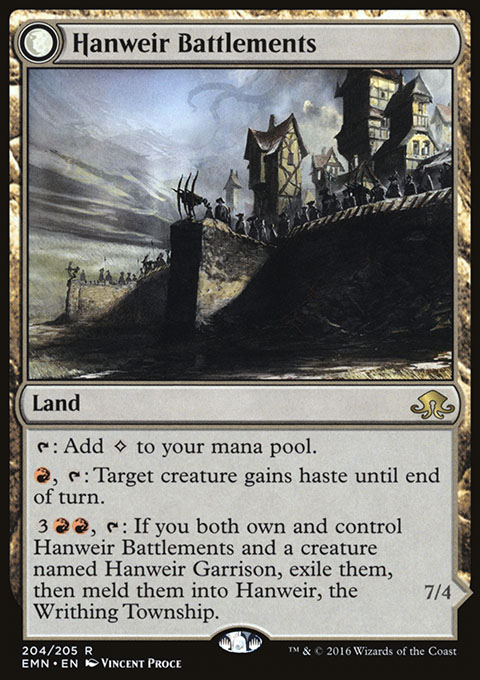 Hanweir Battlements
Land
: Add to your mana pool.
, : Target creature gains haste until end
of turn.
3 , : If you both own and control
Hanweir Battlements and a creature
named Hanweir Garrison, exile them,
then meld them into Hanweir, the
Writhing Township.
7/4
204/205 R
EMN • EN Vincent Proce
™ & © 2016 Wizards of the Coast